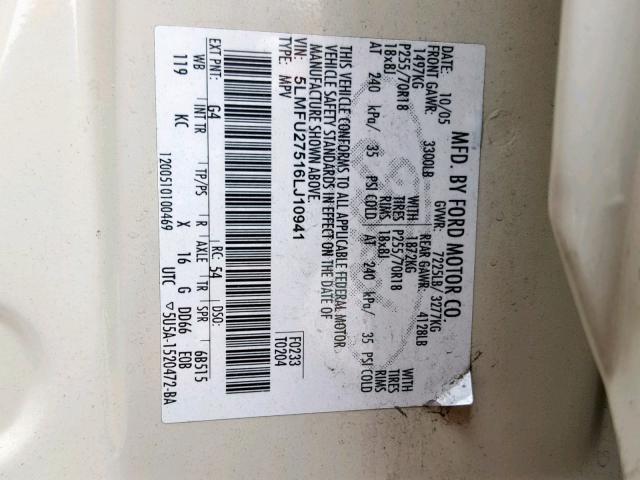 MFD. BY FORD MOTOR CO.
DATE: 10/05 GVWR: 7225LB/ 3277KG
FRONT GAWR: 3300LB REAR GAWR: 4128LB
1497KG WITH 1872KG WITH
P255/70R18 TIRES P255/70R18 TIRES
18x8J RIMS 18x8J RIMS
AT 240 kPa/ 35 PSI COLD AT 240 kPa/ 35 PSI COLD
THIS VEHICLE CONFORMS TO ALL APPLICABLE FEDERAL MOTOR
VEHICLE SAFETY STANDARDS IN EFFECT ON THE DATE OF
MANUFACTURE SHOWN ABOVE.
VIN: 5LMFU27516LJ10941 F0233
TYPE: MPV T0204
EXT PNT: G4 RC: 54 DSO:
WB INT TR TP/PS R AXLE TR SPR 6B515
119 KC X 16 G DD66 EDB
1200510100469 UTC ▽5U5A-1520472-BA